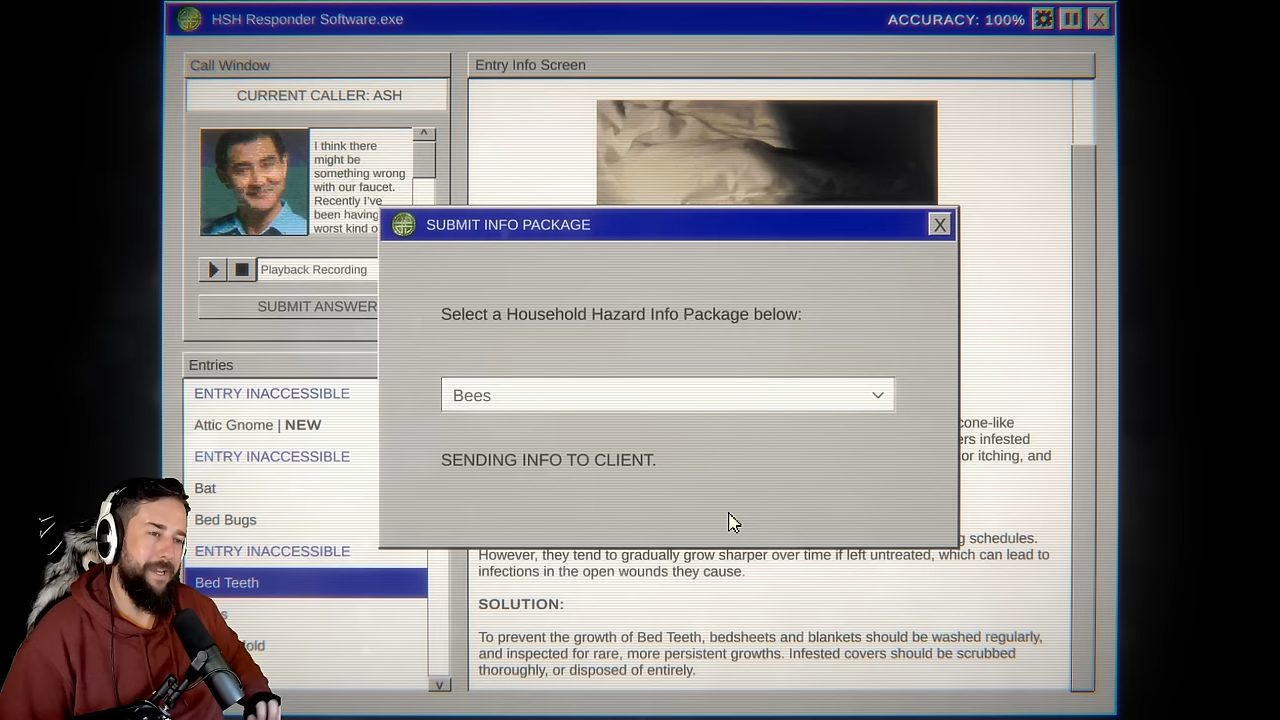 HSH Responder Software.exe
ACCURACY: 100%
X
Call Window
CURRENT CALLER: ASH
I think there
might be
something wrong
with our faucet.
Recently I've
been having
worst kind o
Playback Recording
SUBMIT ANSWER
Entries
ENTRY INACCESSIBLE
Attic Gnome | NEW
ENTRY INACCESSIBLE
Bat
Bed Bugs
ENTRY INACCESSIBLE
Bed Teeth
Entry Info Screen
SUBMIT INFO PACKAGE
X
Select a Household Hazard Info Package below:
Bees
SENDING INFO TO CLIENT.
cone-like
infested
or itching, and
schedules.
However, they tend to gradually grow sharper over time if left untreated, which can lead to
infections in the open wounds they cause.
SOLUTION:
To prevent the growth of Bed Teeth, bedsheets and blankets should be washed regularly,
and inspected for rare, more persistent growths. Infested covers should be scrubbed
thoroughly, or disposed of entirely.